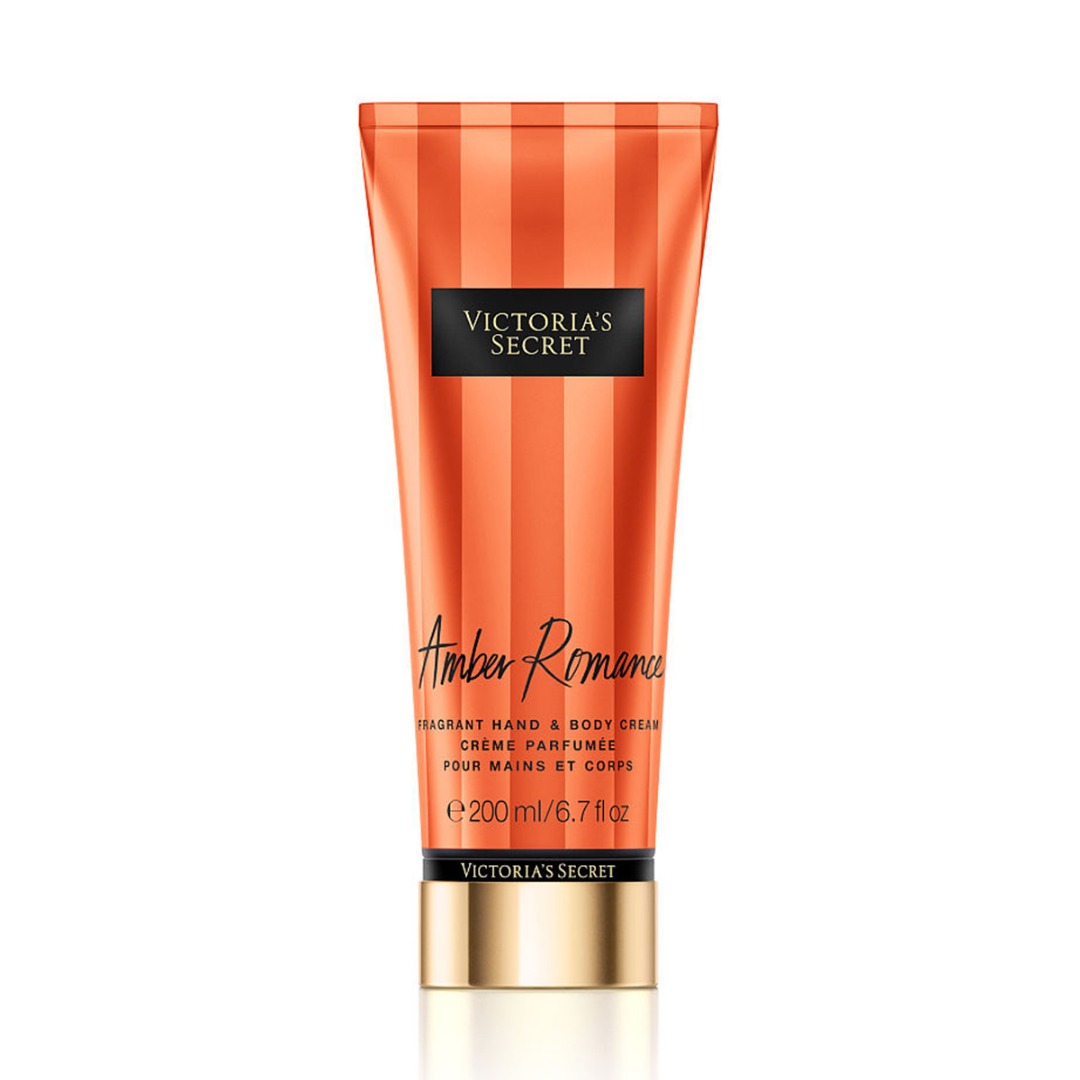 VICTORIA'S
SECRET
Amber Romance
FRAGRANT HAND & BODY CREAM
CRÈME PARFUMÉE
POUR MAINS ET CORPS
℮ 200 ml/6.7 fl oz
VICTORIA'S SECRET